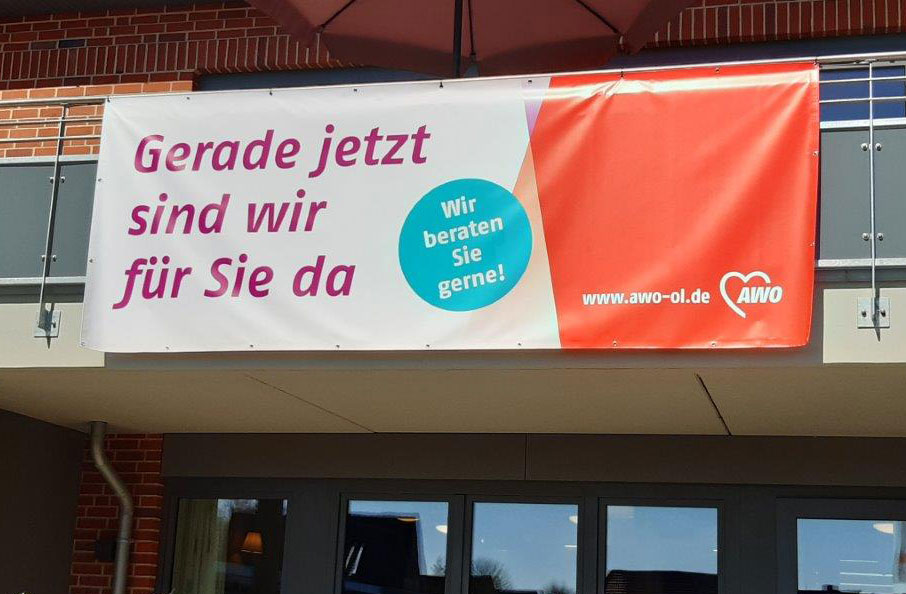 Gerade jetzt
sind wir
für Sie da
Wir
beraten
Sie
gerne!
www.awo-ol.de
AWO